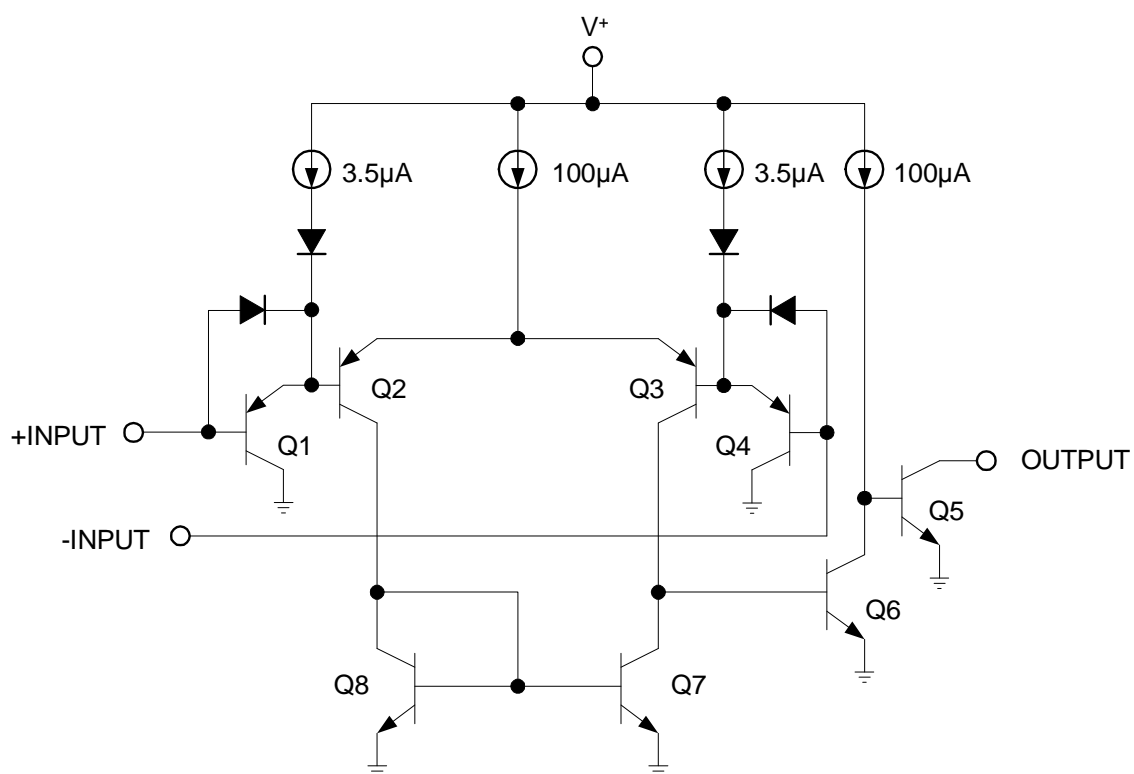 V+
3.5µA
100µA
3.5µA
100µA
Q2
Q3
+INPUT
Q1
Q4
OUTPUT
Q5
-INPUT
Q6
Q8
Q7